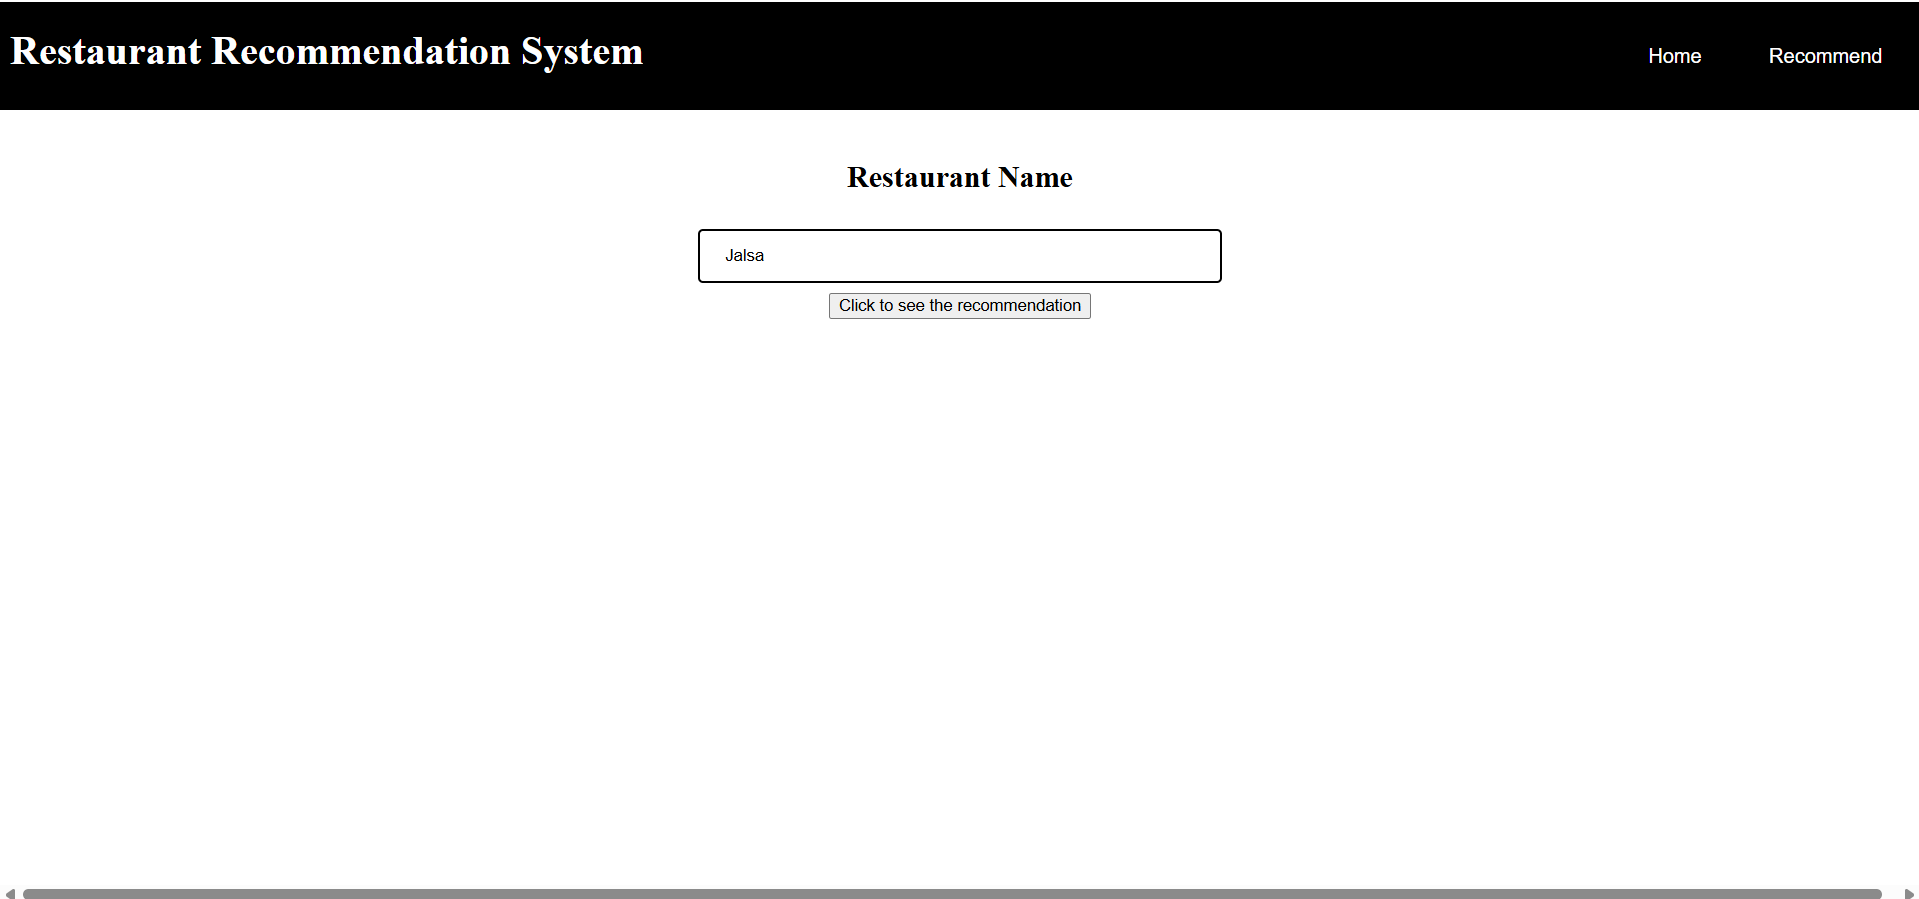 Restaurant Recommendation System
Home
Recommend
Restaurant Name
Jalsa
Click to see the recommendation